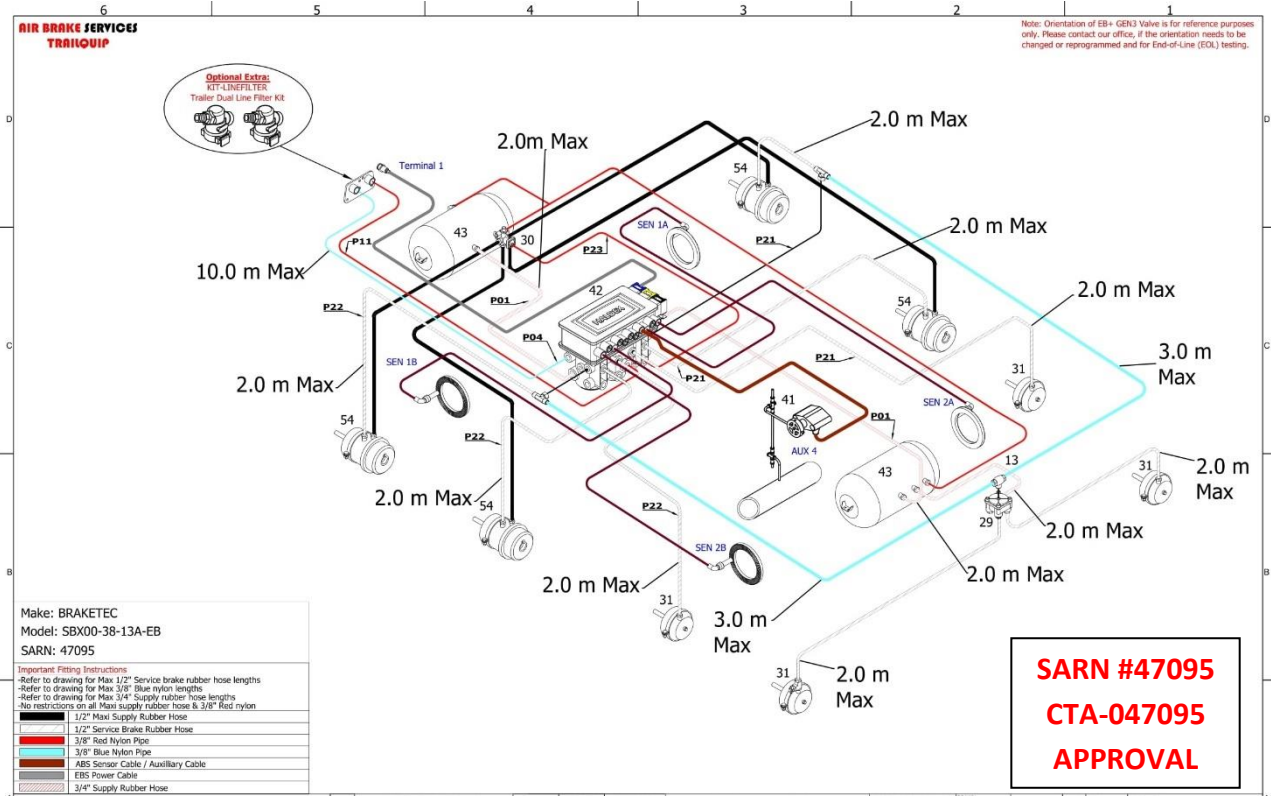 6 5 4 3 2 1
AIR BRAKE SERVICES
TRAILQUIP
Note: Orientation of EB+ GEN3 Valve is for reference purposes
only. Please contact our office, if the orientation needs to be
changed or reprogrammed and for End-of-Line (EOL) testing.
Optional Extra:
KIT-LINEFILTER
Trailer Dual Line Filter Kit
D
D
2.0 m Max
2.0m Max
Terminal 1
54
43
30
SEN 1A
2.0 m Max
P11
P23
P21
10.0 m Max
42
HALDEX
P01
2.0 m Max
P22
54
C
C
P04
P21
3.0 m
Max
SEN 1B
P21
31
2.0 m Max
41
SEN 2A
P01
54
P22
AUX 4
43
13
31
2.0 m
Max
2.0 m Max
P22
29
2.0 m Max
54
SEN 2B
2.0 m Max
2.0 m Max
B
B
31
3.0 m
Max
31
2.0 m
Max
Make: BRAKETEC
Model: SBX00-38-13A-EB
SARN: 47095
Important Fitting Instructions
-Refer to drawing for Max 1/2" Service brake rubber hose lengths
-Refer to drawing for Max 3/8" Blue nylon lengths
-Refer to drawing for Max 3/4" Supply rubber hose lengths
-No restrictions on all Maxi supply rubber hose & 3/8" Red nylon
1/2" Maxi Supply Rubber Hose
1/2" Service Brake Rubber Hose
3/8" Red Nylon Pipe
3/8" Blue Nylon Pipe
ABS Sensor Cable / Auxilliary Cable
EBS Power Cable
3/4" Supply Rubber Hose
SARN #47095
CTA-047095
APPROVAL